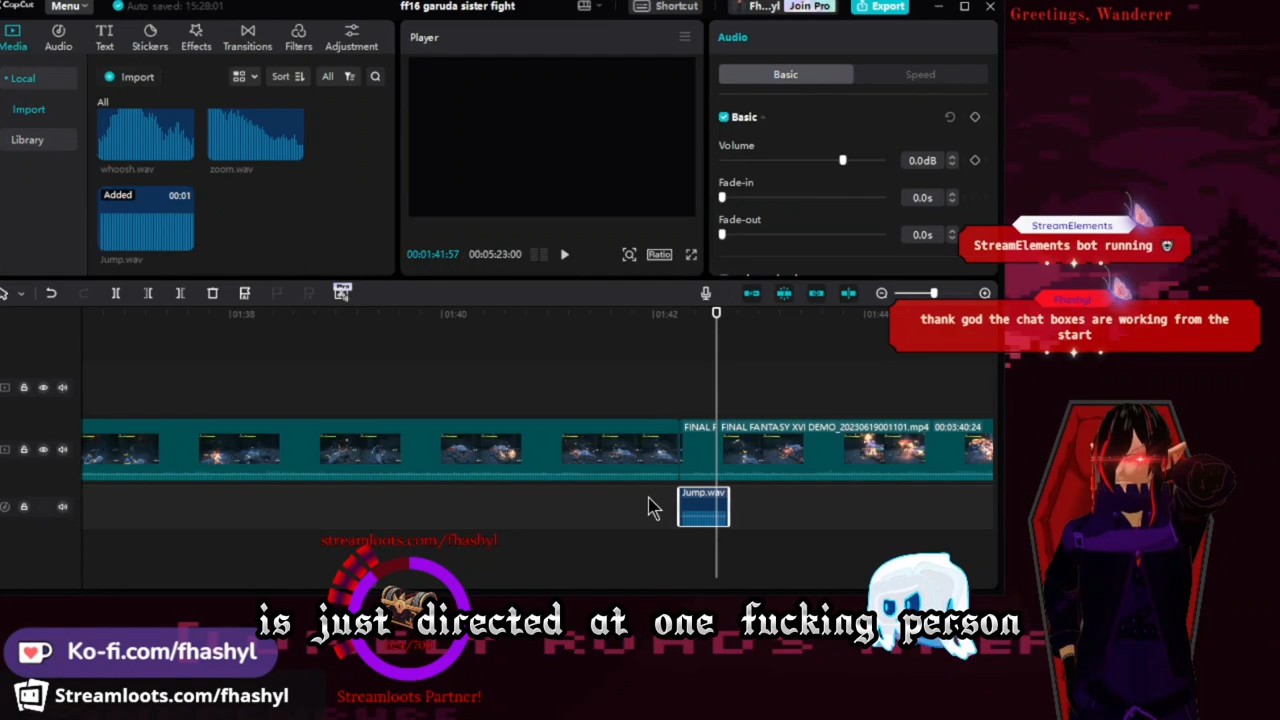 CapCut
Menu
Auto saved: 15:28:01
ff16 garuda sister fight
Shortcut
Fh...yl
Join Pro
Export
Greetings, Wanderer
Media
Audio
Text
Stickers
Effects
Transitions
Filters
Adjustment
Player
Audio
Local
Import
Sort
All
Basic
Speed
All
Import
Library
Basic
whoosh.wav
zoom.wav
Volume
0.0dB
Fade-in
0.0s
Added
00:01
Fade-out
0.0s
Jump.wav
00:01:41:57
00:05:23:00
Ratio
StreamElements
StreamElements bot running
Fhashyl
thank god the chat boxes are working from the
start
01:38
01:40
01:42
01:44
FINAL F
FINAL FANTASY XVI DEMO_20230619001101.mp4
00:03:40:24
Jump.wav
streamloots.com/fhashyl
is just directed at one fucking person
Ko-fi.com/fhashyl
Streamloots.com/fhashyl
Streamloots Partner!